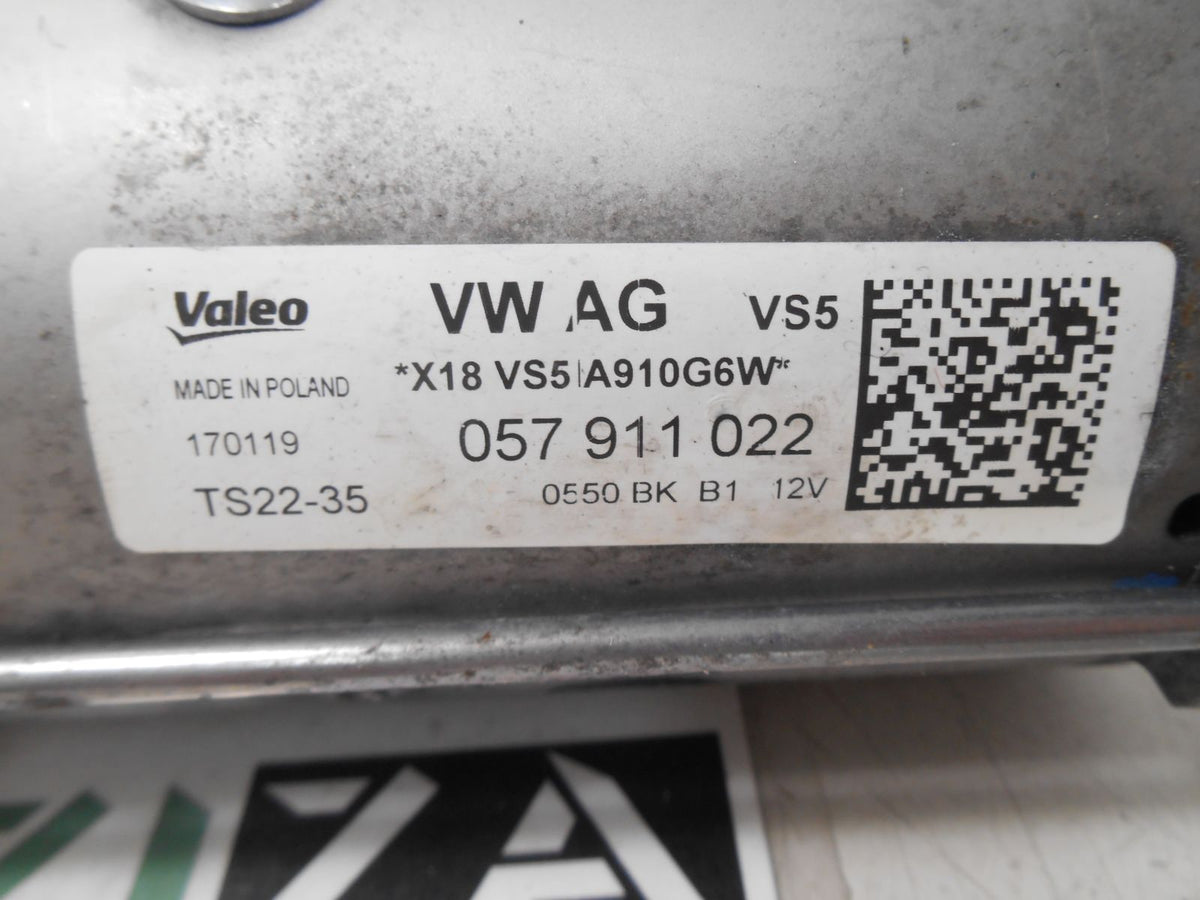 Valeo VW AG VS5
MADE IN POLAND *X18 VS5 A910G6W*
170119 057 911 022
TS22-35 0550 BK B1 12V